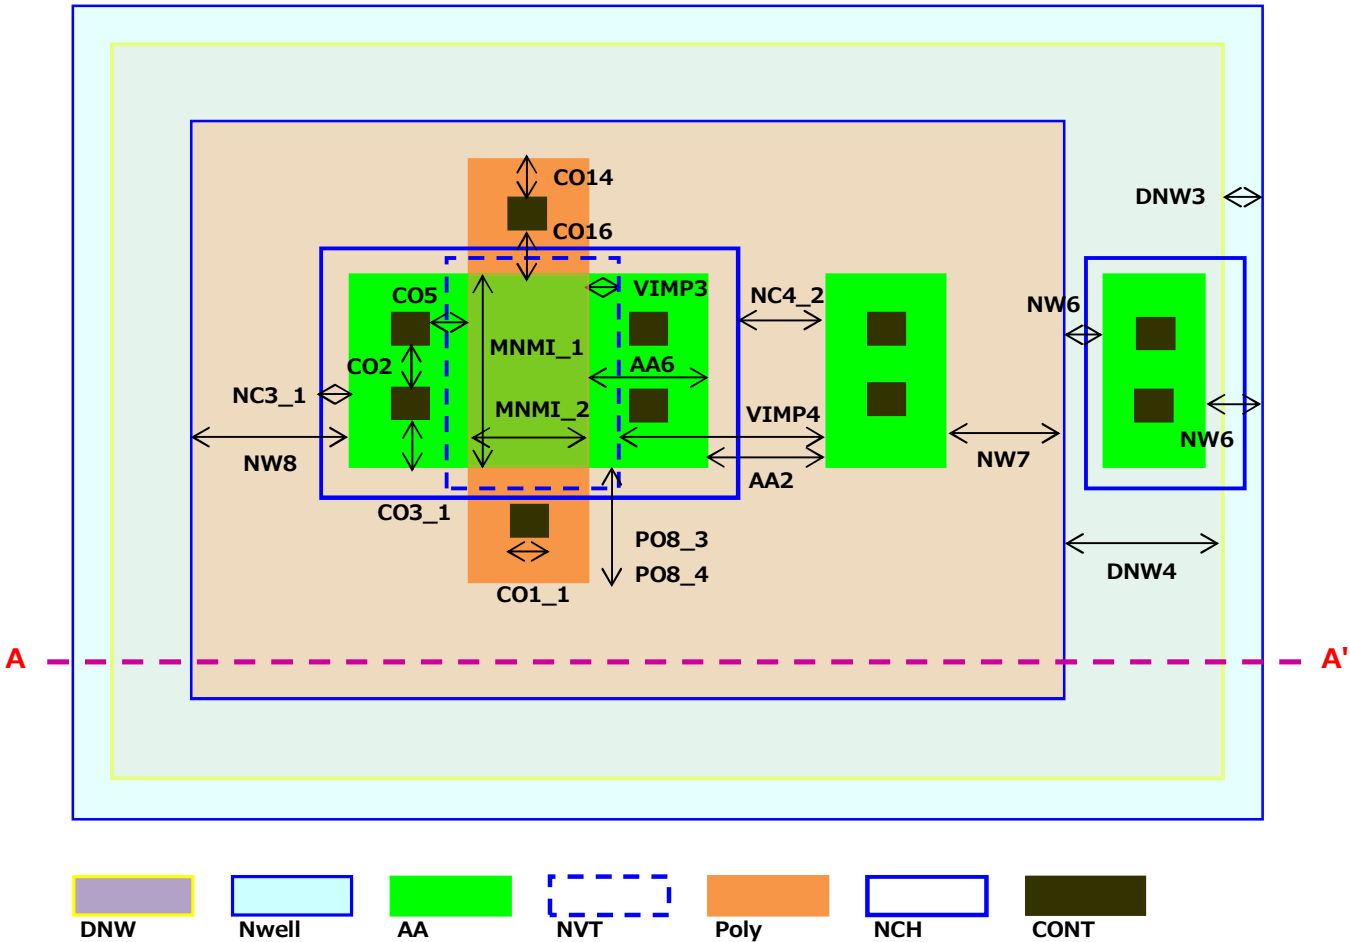 CO14
DNW3
CO16
CO5
VIMP3
NC4_2
NW6
MNMI_1
CO2
AA6
NC3_1
MNMI_2
VIMP4
NW6
NW8
NW7
AA2
CO3_1
PO8_3
PO8_4
DNW4
CO1_1
A
A'
DNW
Nwell
AA
NVT
Poly
NCH
CONT